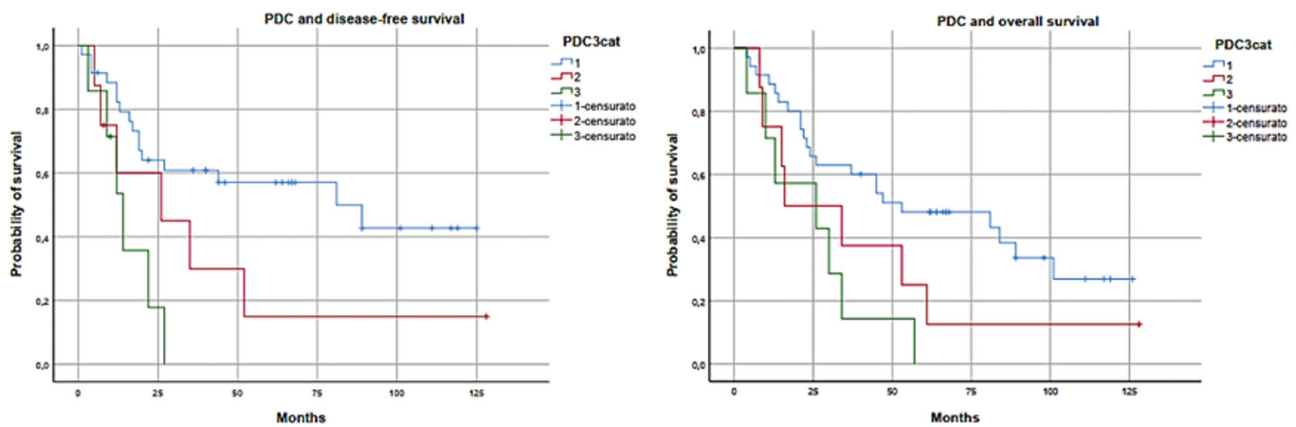 PDC and disease-free survival
PDC3cat
1
2
3
1-censurato
2-censurato
3-censurato
Probability of survival
1,0
0,8
0,6
0,4
0,2
0,0
0
25
50
75
100
125
Months
PDC and overall survival
PDC3cat
1
2
3
1-censurato
2-censurato
3-censurato
Probability of survival
1,0
0,8
0,6
0,4
0,2
0,0
0
25
50
75
100
125
Months